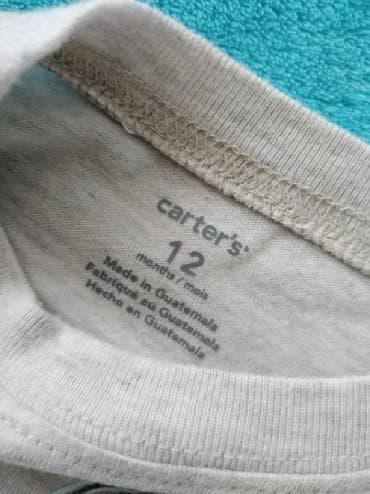 carter's
12
months / mois
Made in Guatemala
Fabriqué au Guatemala
Hecho en Guatemala